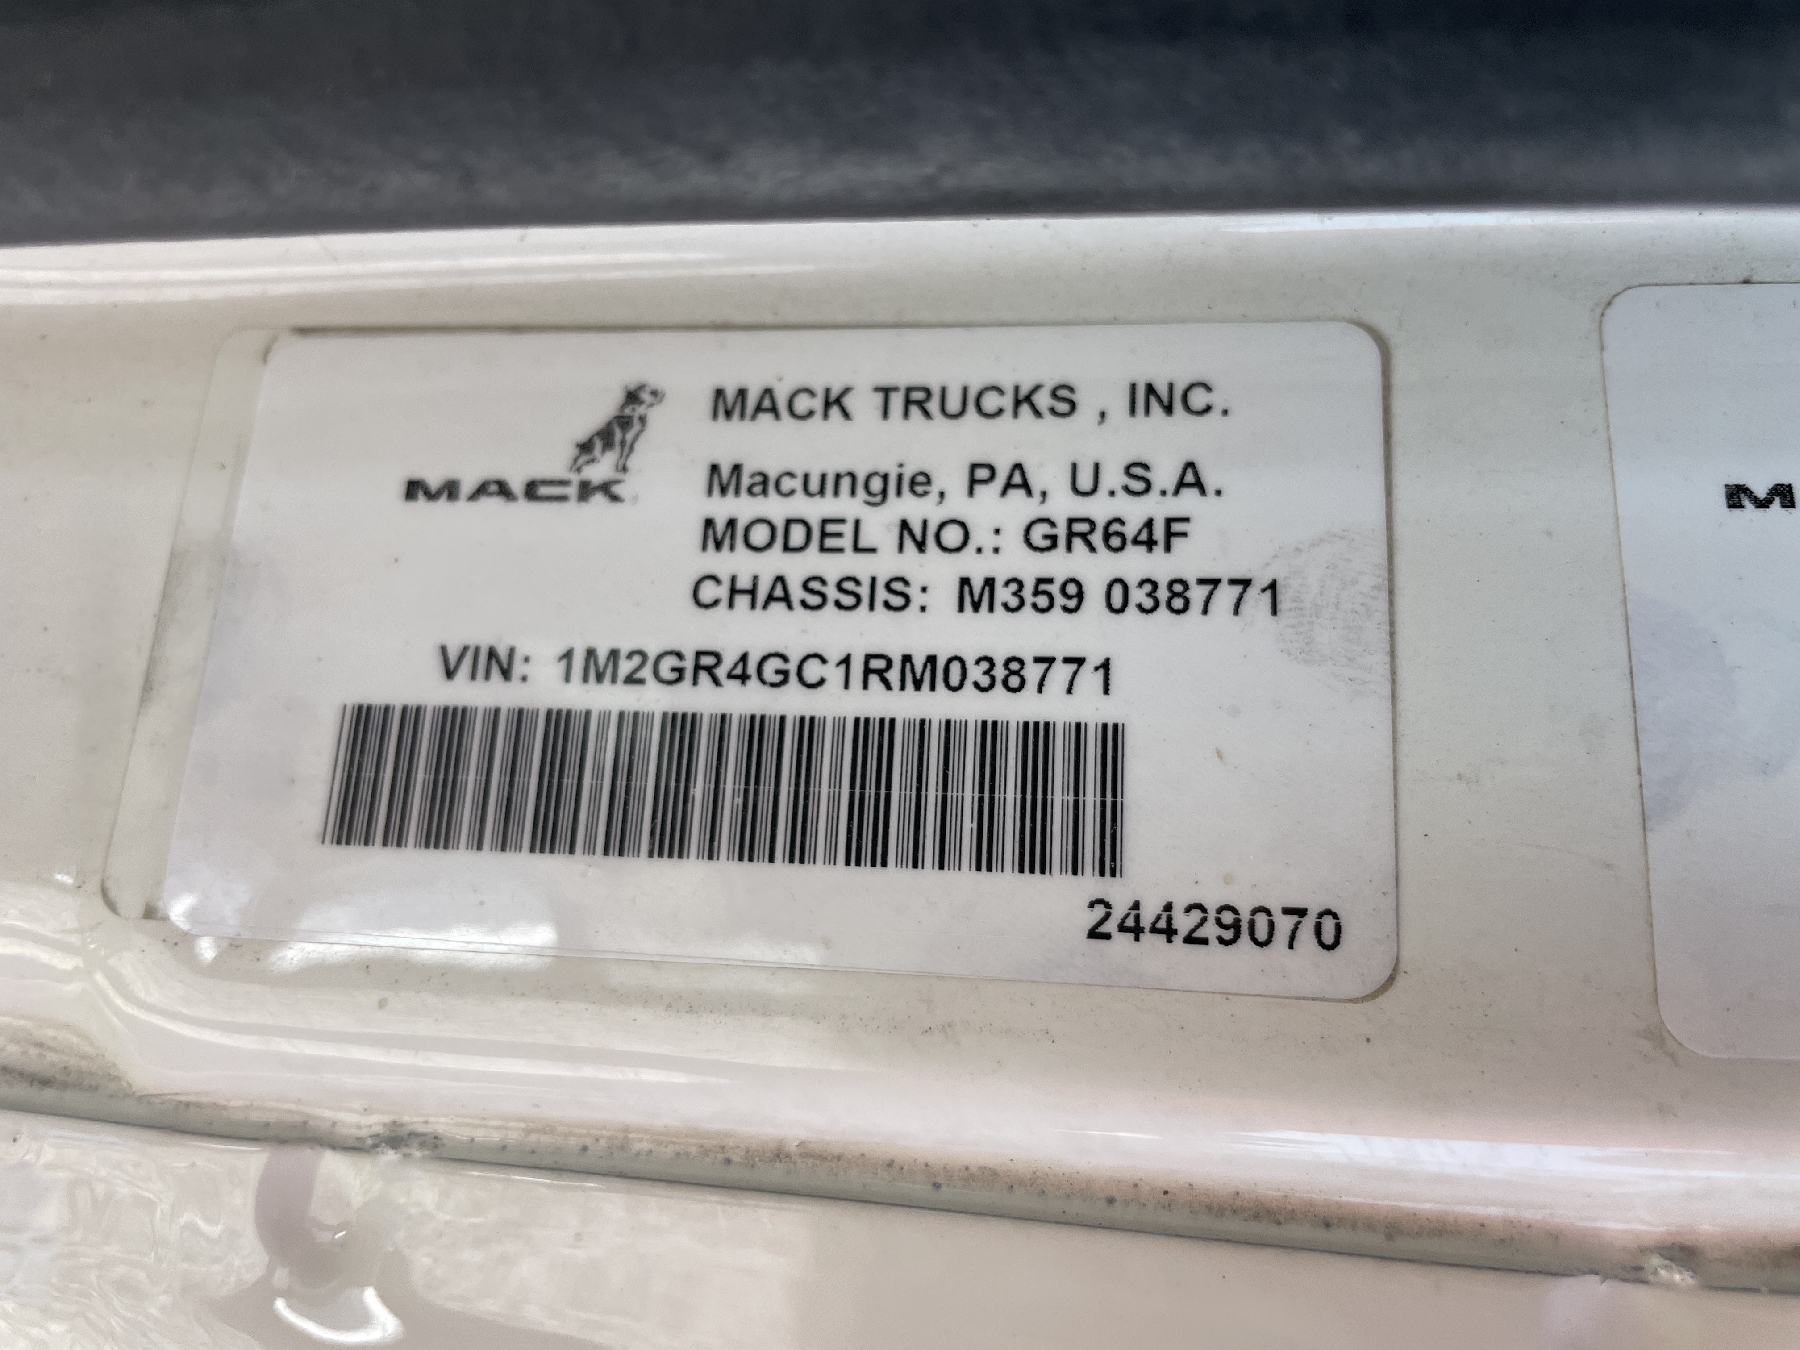 MACK
MACK TRUCKS , INC.
Macungie, PA, U.S.A.
MODEL NO.: GR64F
CHASSIS: M359 038771
VIN: 1M2GR4GC1RM038771
24429070